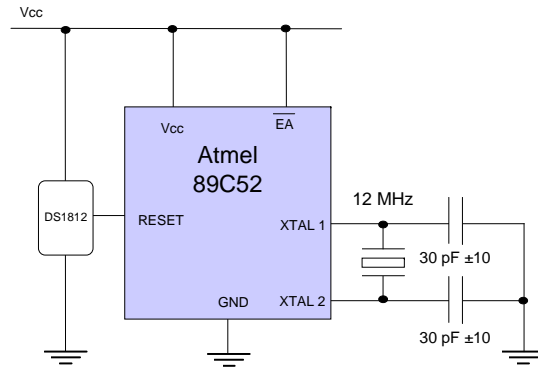 Vcc
Vcc
EA
Atmel
89C52
DS1812
RESET
12 MHz
XTAL 1
30 pF ±10
GND
XTAL 2
30 pF ±10